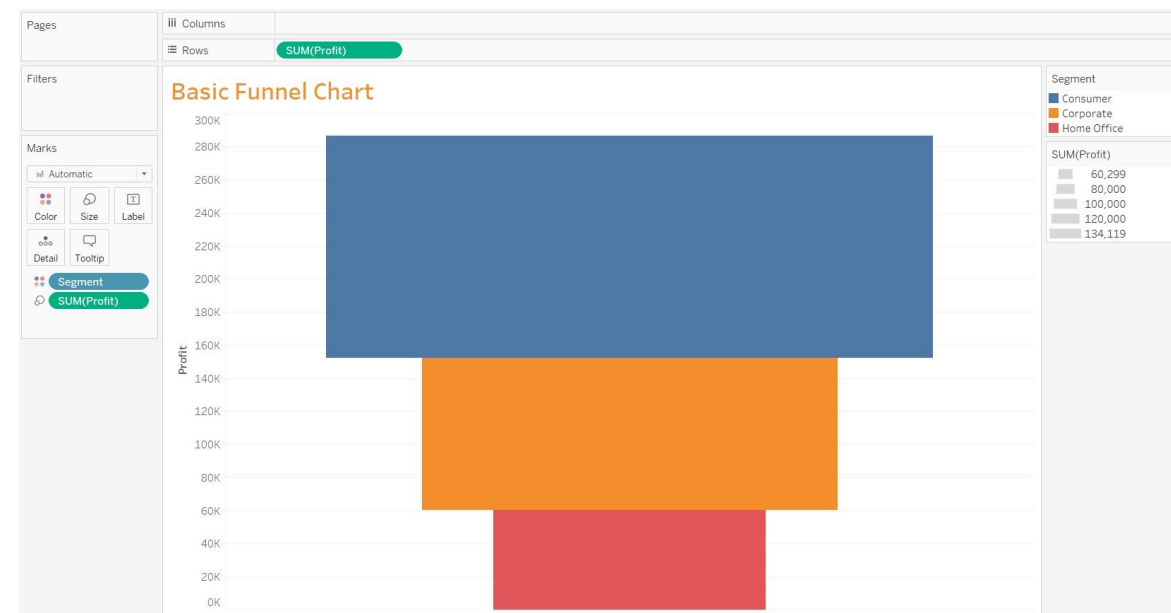 Pages
iii Columns
Rows SUM(Profit)
Filters
Marks
Automatic
Color Size Label
Detail Tooltip
Segment
SUM(Profit)
Basic Funnel Chart
300K
280K
260K
240K
220K
200K
180K
160K
140K
120K
100K
80K
60K
40K
20K
0K
Profit
Segment
Consumer
Corporate
Home Office
SUM(Profit)
60,299
80,000
100,000
120,000
134,119